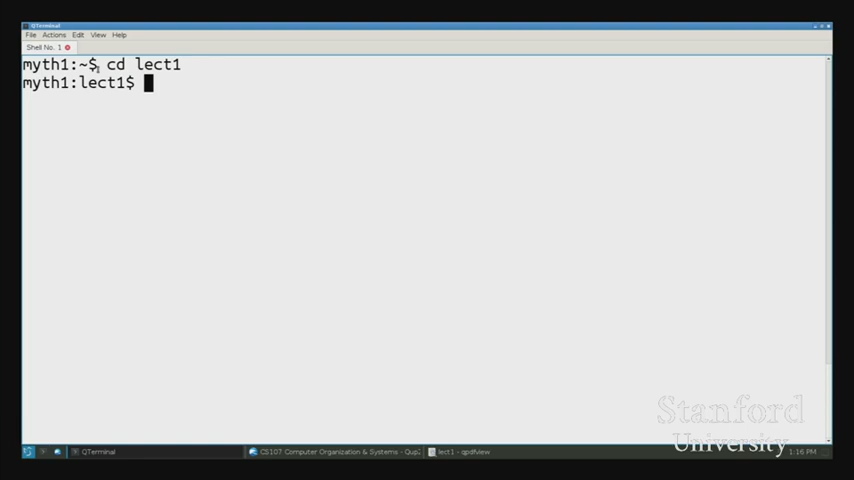 QTerminal
File Actions Edit View Help
Shell No. 1
myth1:~$ cd lect1
myth1:lect1$
Stanford
University
QTerminal
CS107 Computer Organization & Systems - Qup
lect1 - qpdfview
1:16 PM